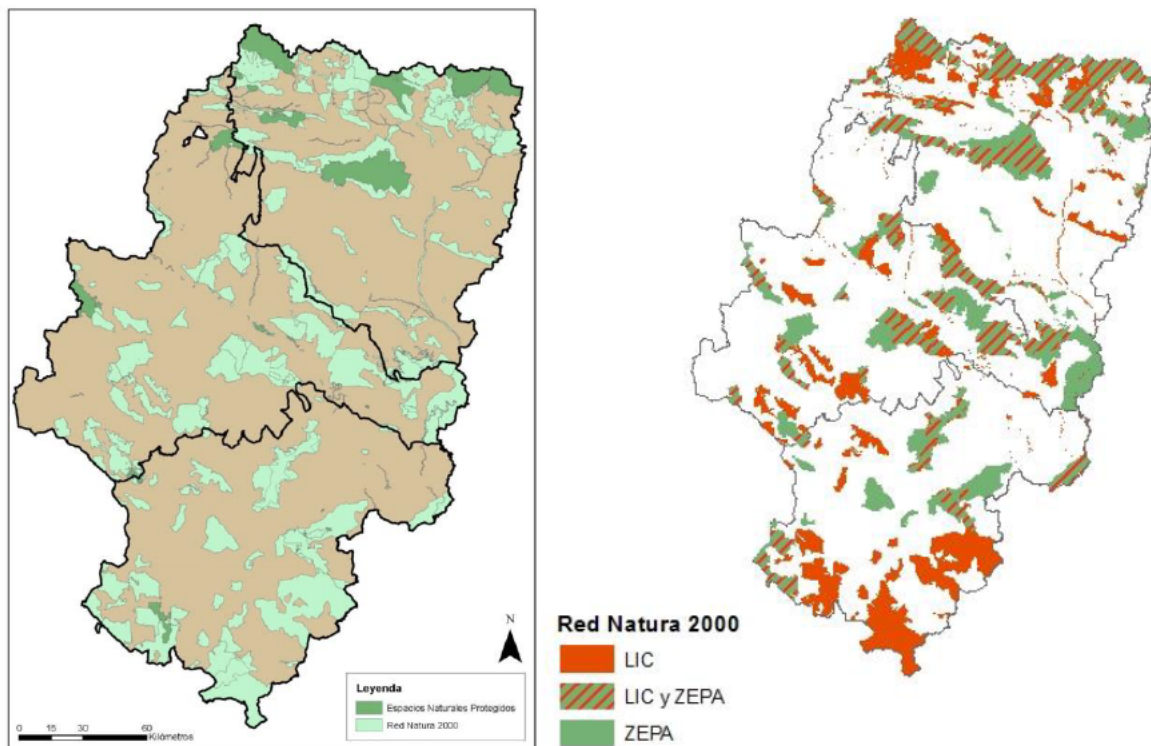 N
Leyenda
Espacios Naturales Protegidos
Red Natura 2000
0 15 30 60
Kilómetros
Red Natura 2000
LIC
LIC y ZEPA
ZEPA